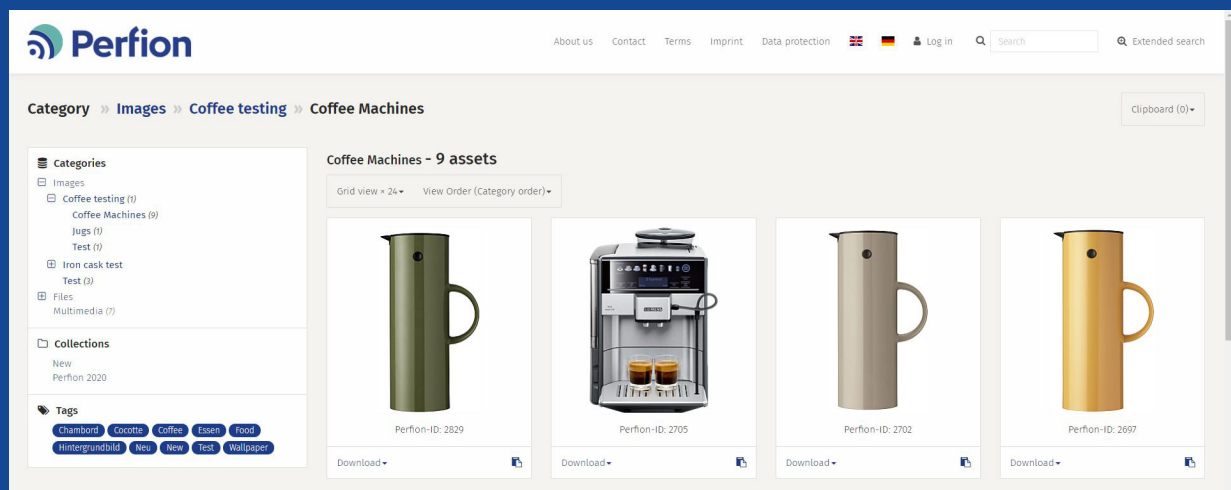 Perfion
About us Contact Terms Imprint Data protection Log in Search Extended search
Category » Images » Coffee testing » Coffee Machines
Clipboard (0)
Categories
Images
Coffee testing (1)
Coffee Machines (9)
Jugs (1)
Test (1)
Iron cask test
Test (3)
Files
Multimedia (7)
Collections
New
Perfion 2020
Tags
Chambord Cocotte Coffee Essen Food
Hintergrundbild Neu New Test Wallpaper
Coffee Machines - 9 assets
Grid view × 24 View Order (Category order)
SIEMENS
Perfion-ID: 2829 Perfion-ID: 2705 Perfion-ID: 2702 Perfion-ID: 2697
Download Download Download Download